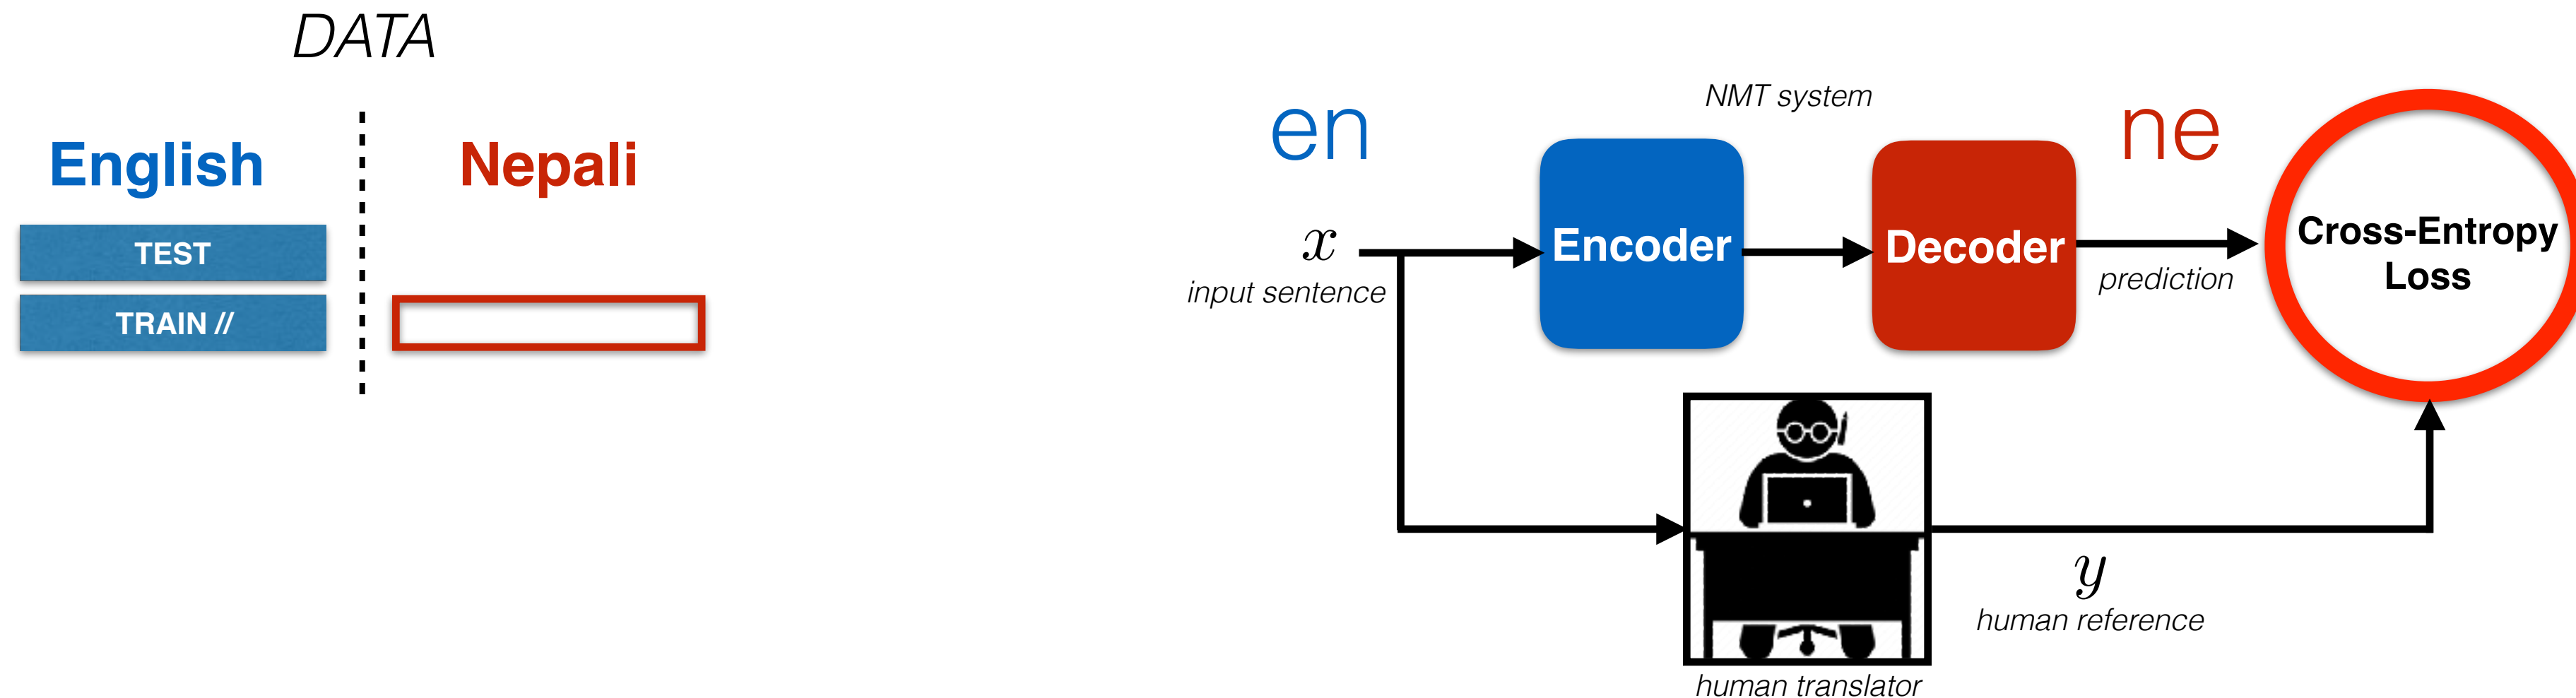 DATA
English
Nepali
TEST
TRAIN //
NMT system
en
ne
x
input sentence
Encoder
Decoder
prediction
Cross-Entropy
Loss
y
human reference
human translator